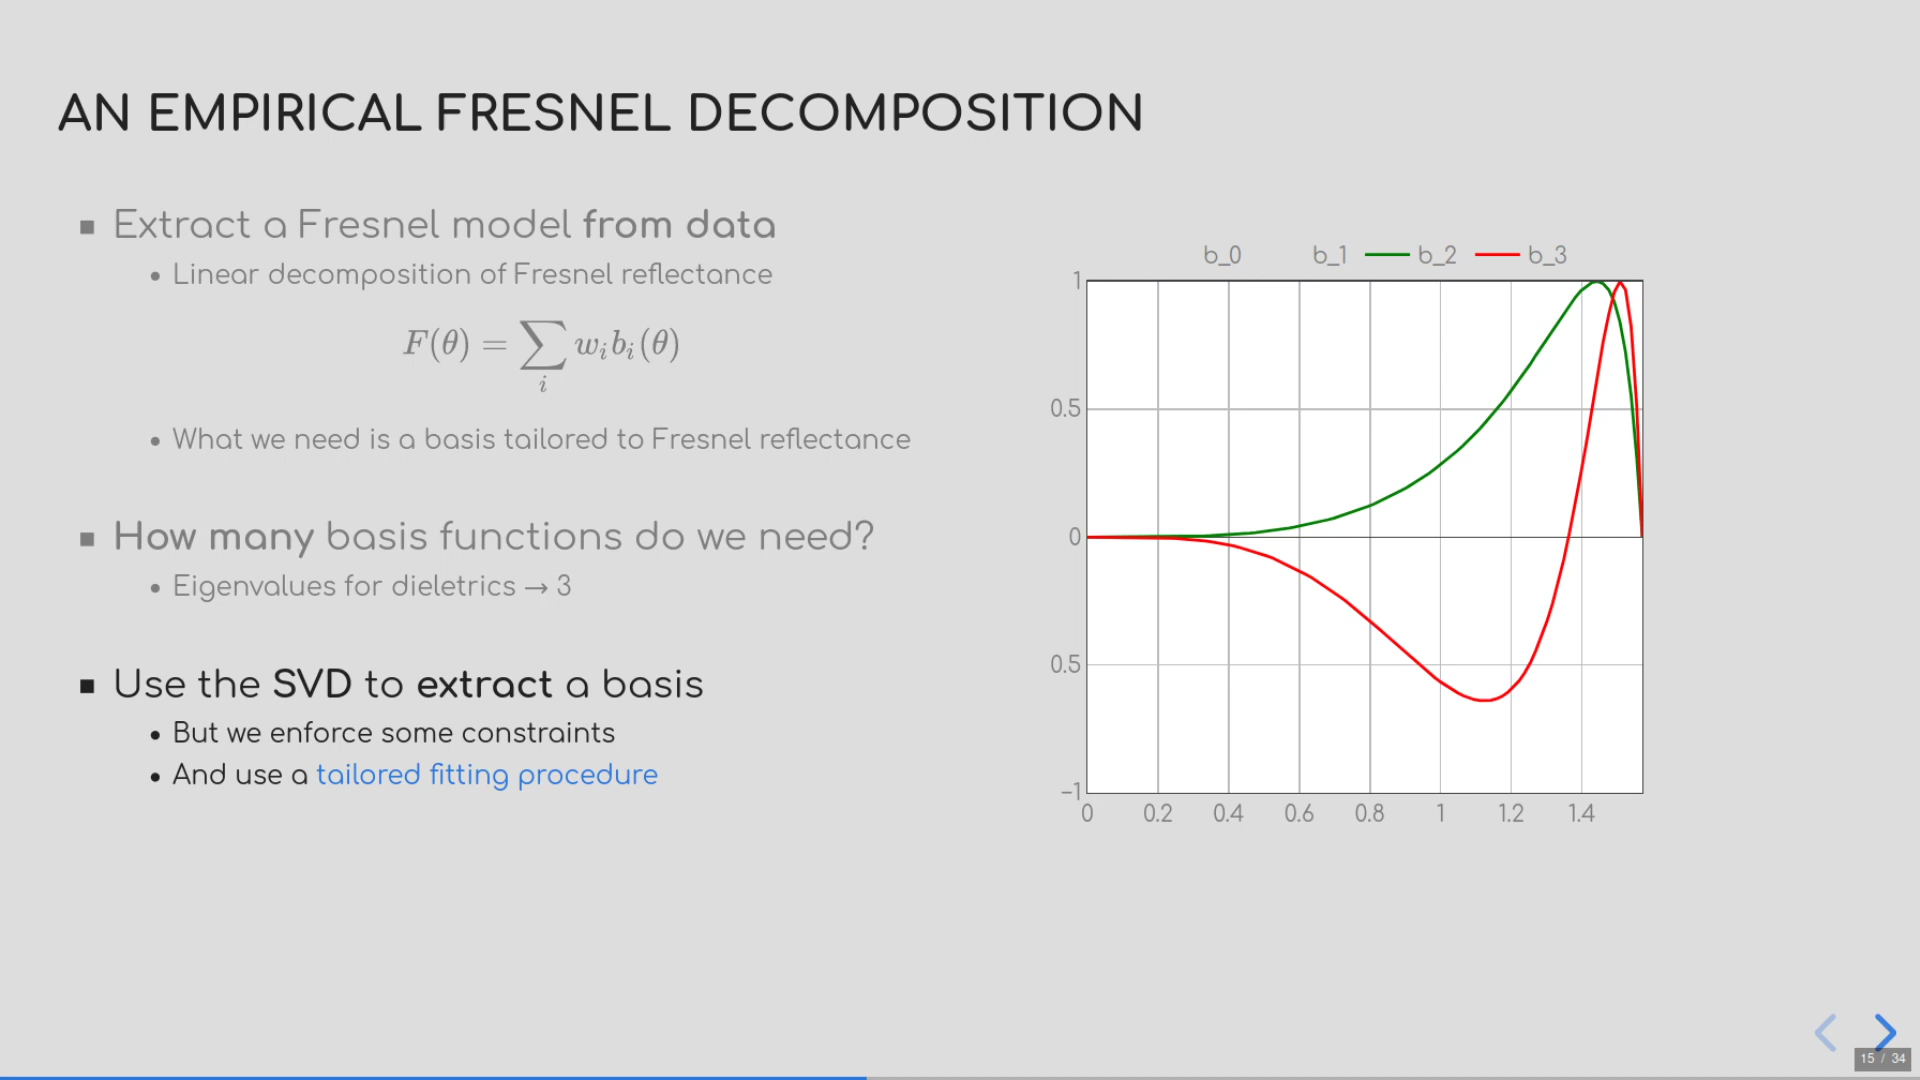 AN EMPIRICAL FRESNEL DECOMPOSITION
▪ Extract a Fresnel model from data
• Linear decomposition of Fresnel reflectance
F(θ) = ∑_i w_i b_i(θ)
• What we need is a basis tailored to Fresnel reflectance
▪ How many basis functions do we need?
• Eigenvalues for dieletrics → 3
▪ Use the SVD to extract a basis
• But we enforce some constraints
• And use a tailored fitting procedure
b_0 b_1 b_2 b_3
1
0.5
0
0.5
−1
0 0.2 0.4 0.6 0.8 1 1.2 1.4
15 / 34